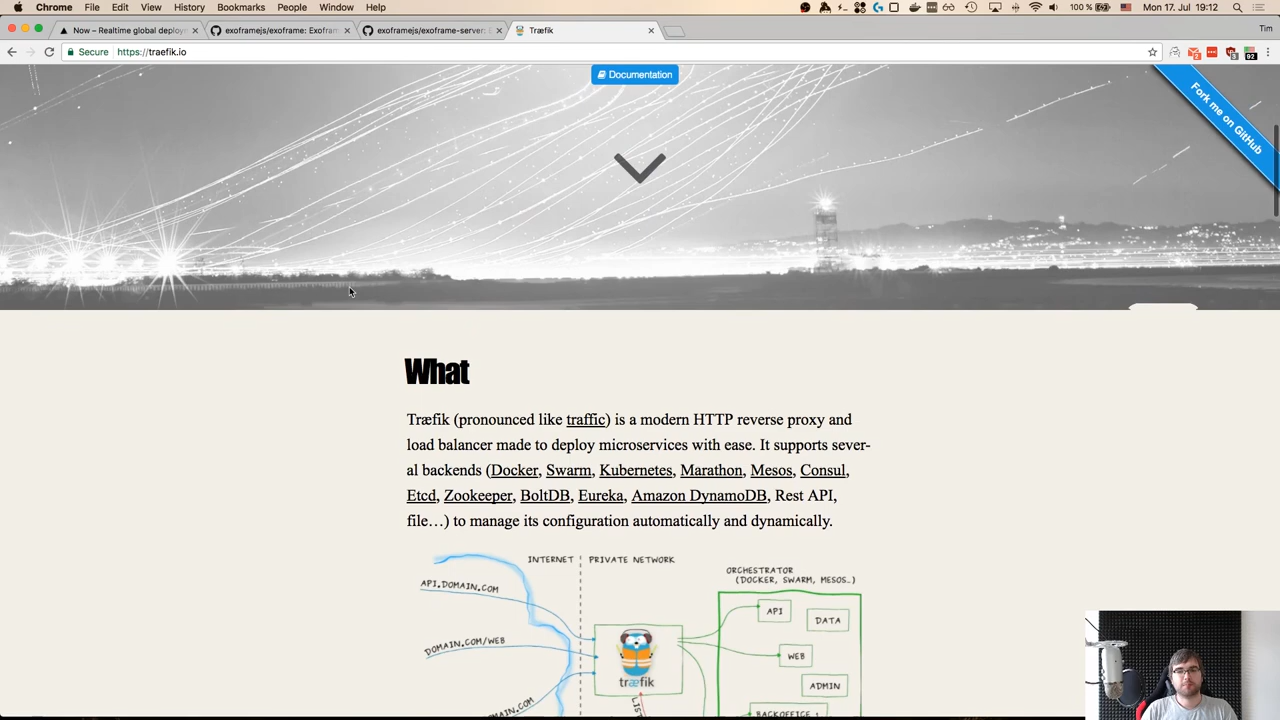 Chrome File Edit View History Bookmarks People Window Help
100 % Mon 17. Jul 19:12
Now – Realtime global deploy
exoframejs/exoframe: Exofran
exoframejs/exoframe-server:
Træfik
Tim
Secure https://traefik.io
Documentation
Fork me on GitHub
What
Træfik (pronounced like traffic) is a modern HTTP reverse proxy and
load balancer made to deploy microservices with ease. It supports sever-
al backends (Docker, Swarm, Kubernetes, Marathon, Mesos, Consul,
Etcd, Zookeeper, BoltDB, Eureka, Amazon DynamoDB, Rest API,
file…) to manage its configuration automatically and dynamically.
INTERNET PRIVATE NETWORK
ORCHESTRATOR
(DOCKER, SWARM, MESOS..)
API.DOMAIN.COM
API
DATA
DOMAIN.COM/WEB
WEB
træfik
ADMIN
BACKOFFICE 1